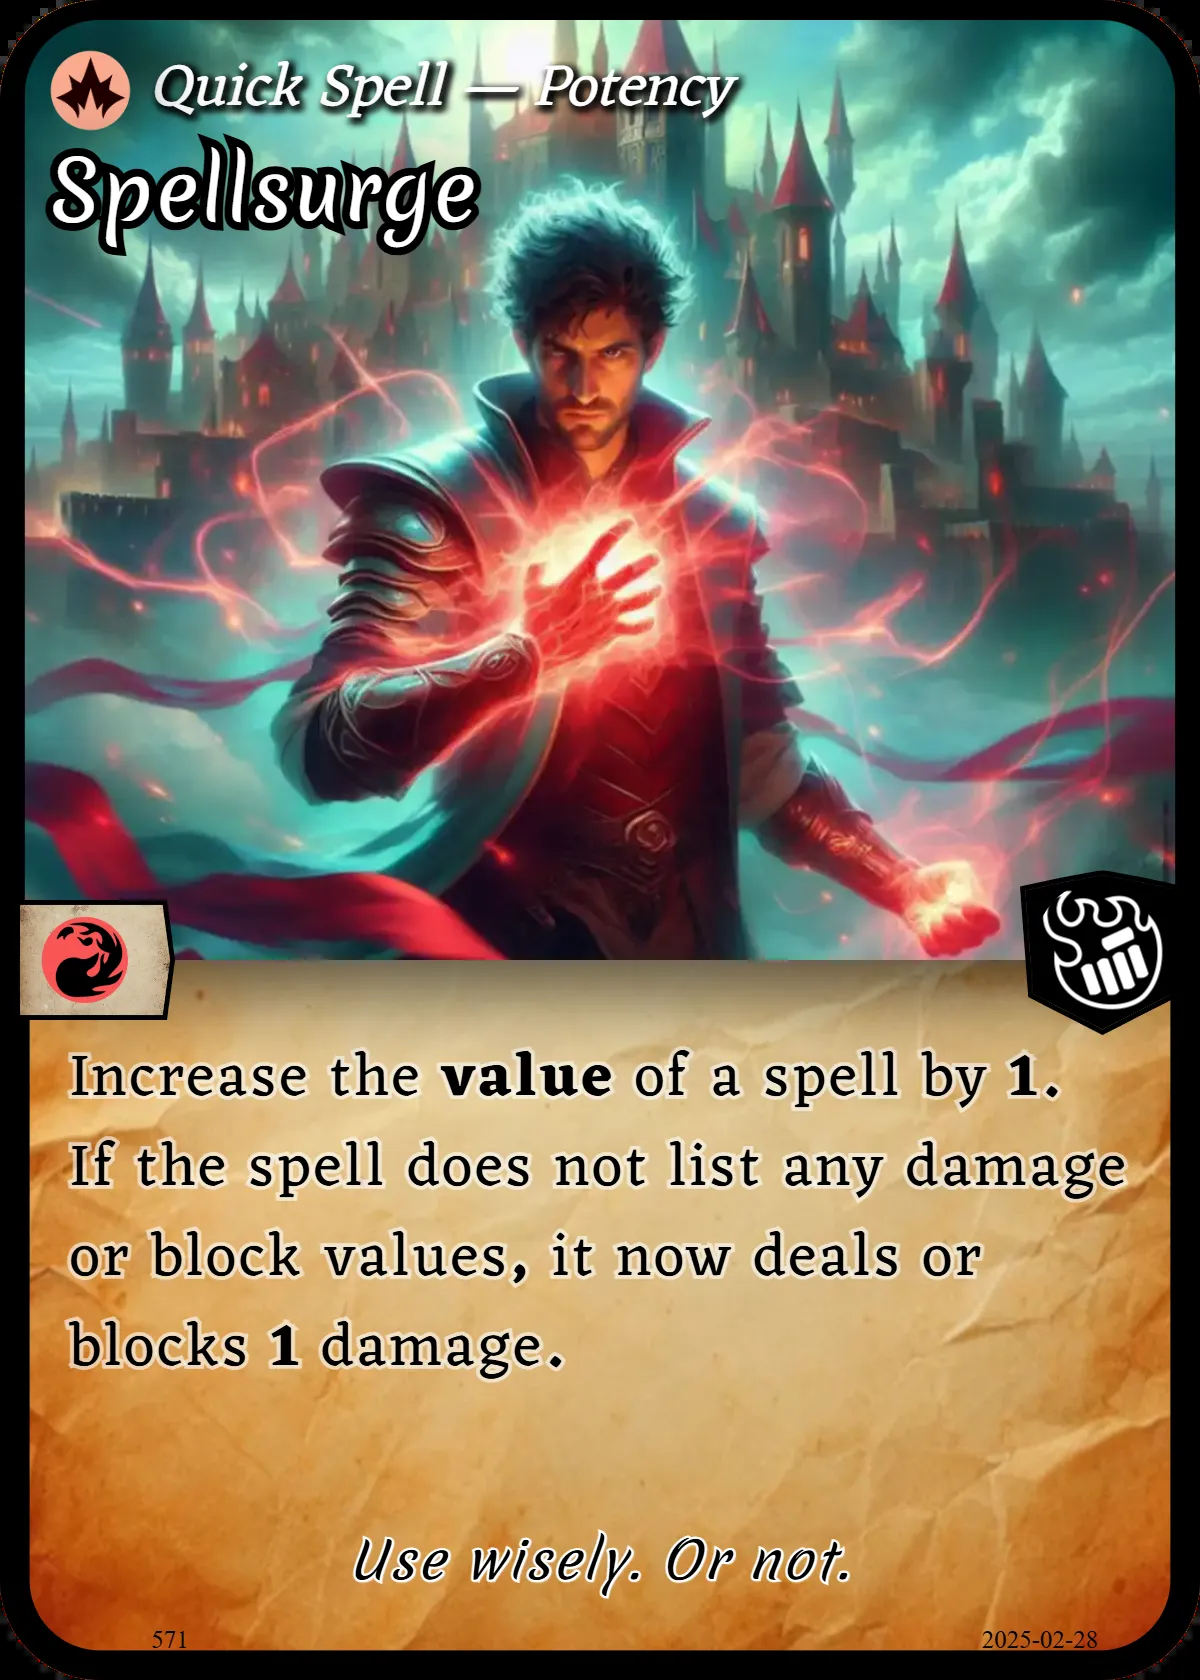 Quick Spell — Potency
Spellsurge
Increase the value of a spell by 1.
If the spell does not list any damage
or block values, it now deals or
blocks 1 damage.
Use wisely. Or not.
571
2025-02-28